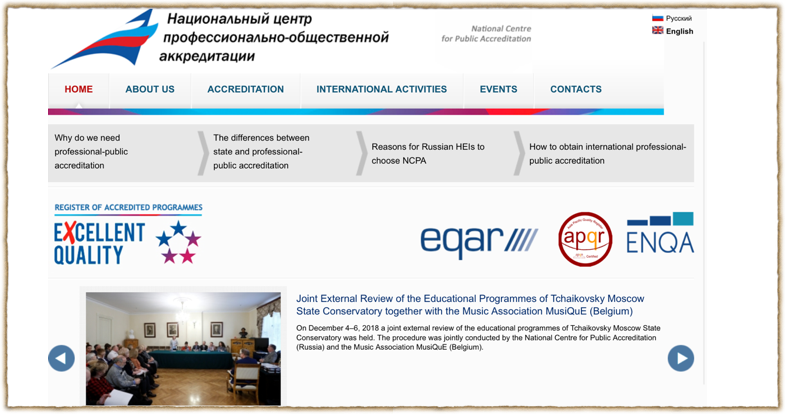 Национальный центр
профессионально-общественной
аккредитации
National Centre
for Public Accreditation
Русский
English
HOME
ABOUT US
ACCREDITATION
INTERNATIONAL ACTIVITIES
EVENTS
CONTACTS
Why do we need
professional-public
accreditation
The differences between
state and professional-
public accreditation
Reasons for Russian HEIs to
choose NCPA
How to obtain international professional-
public accreditation
REGISTER OF ACCREDITED PROGRAMMES
EXCELLENT
QUALITY
eqar
apqr
ENQA
Joint External Review of the Educational Programmes of Tchaikovsky Moscow
State Conservatory together with the Music Association MusiQuE (Belgium)
On December 4–6, 2018 a joint external review of the educational programmes of Tchaikovsky Moscow State
Conservatory was held. The procedure was jointly conducted by the National Centre for Public Accreditation
(Russia) and the Music Association MusiQuE (Belgium).